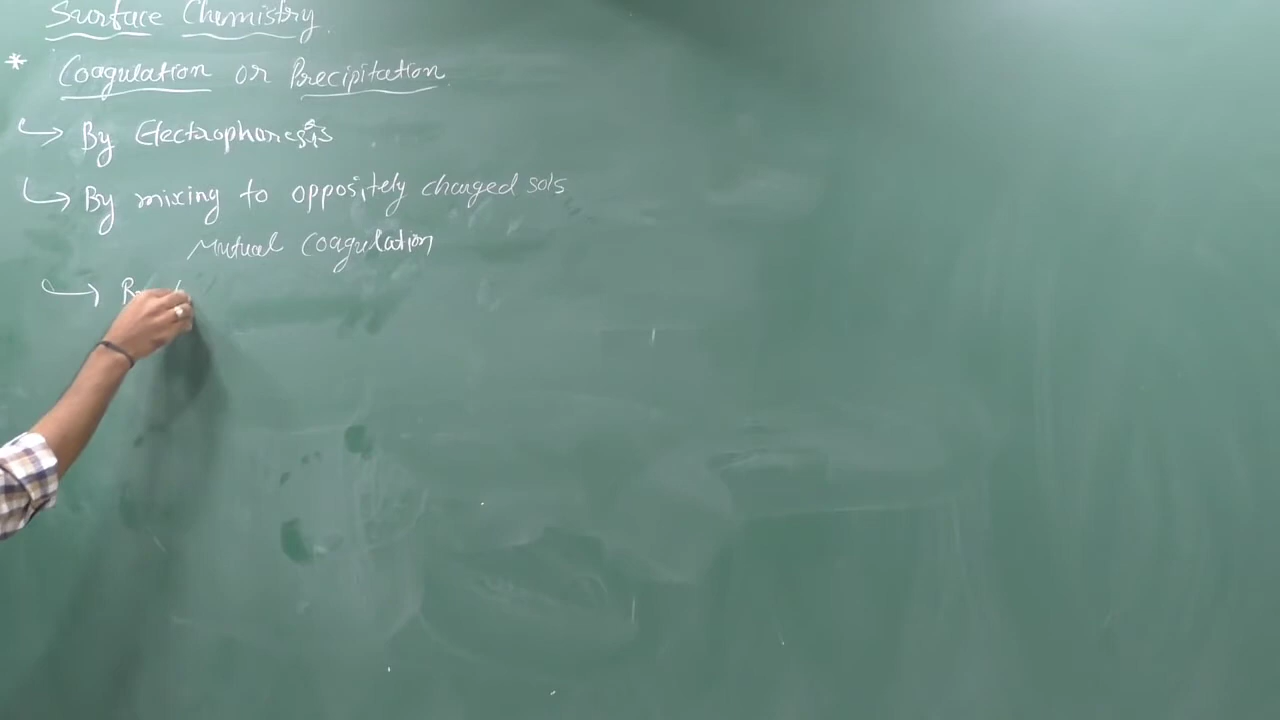 Surface Chemistry.
* Coagulation or Precipitation
↪ By Electrophoresis
↪ By mixing to oppositely charged sols
Mutual Coagulation